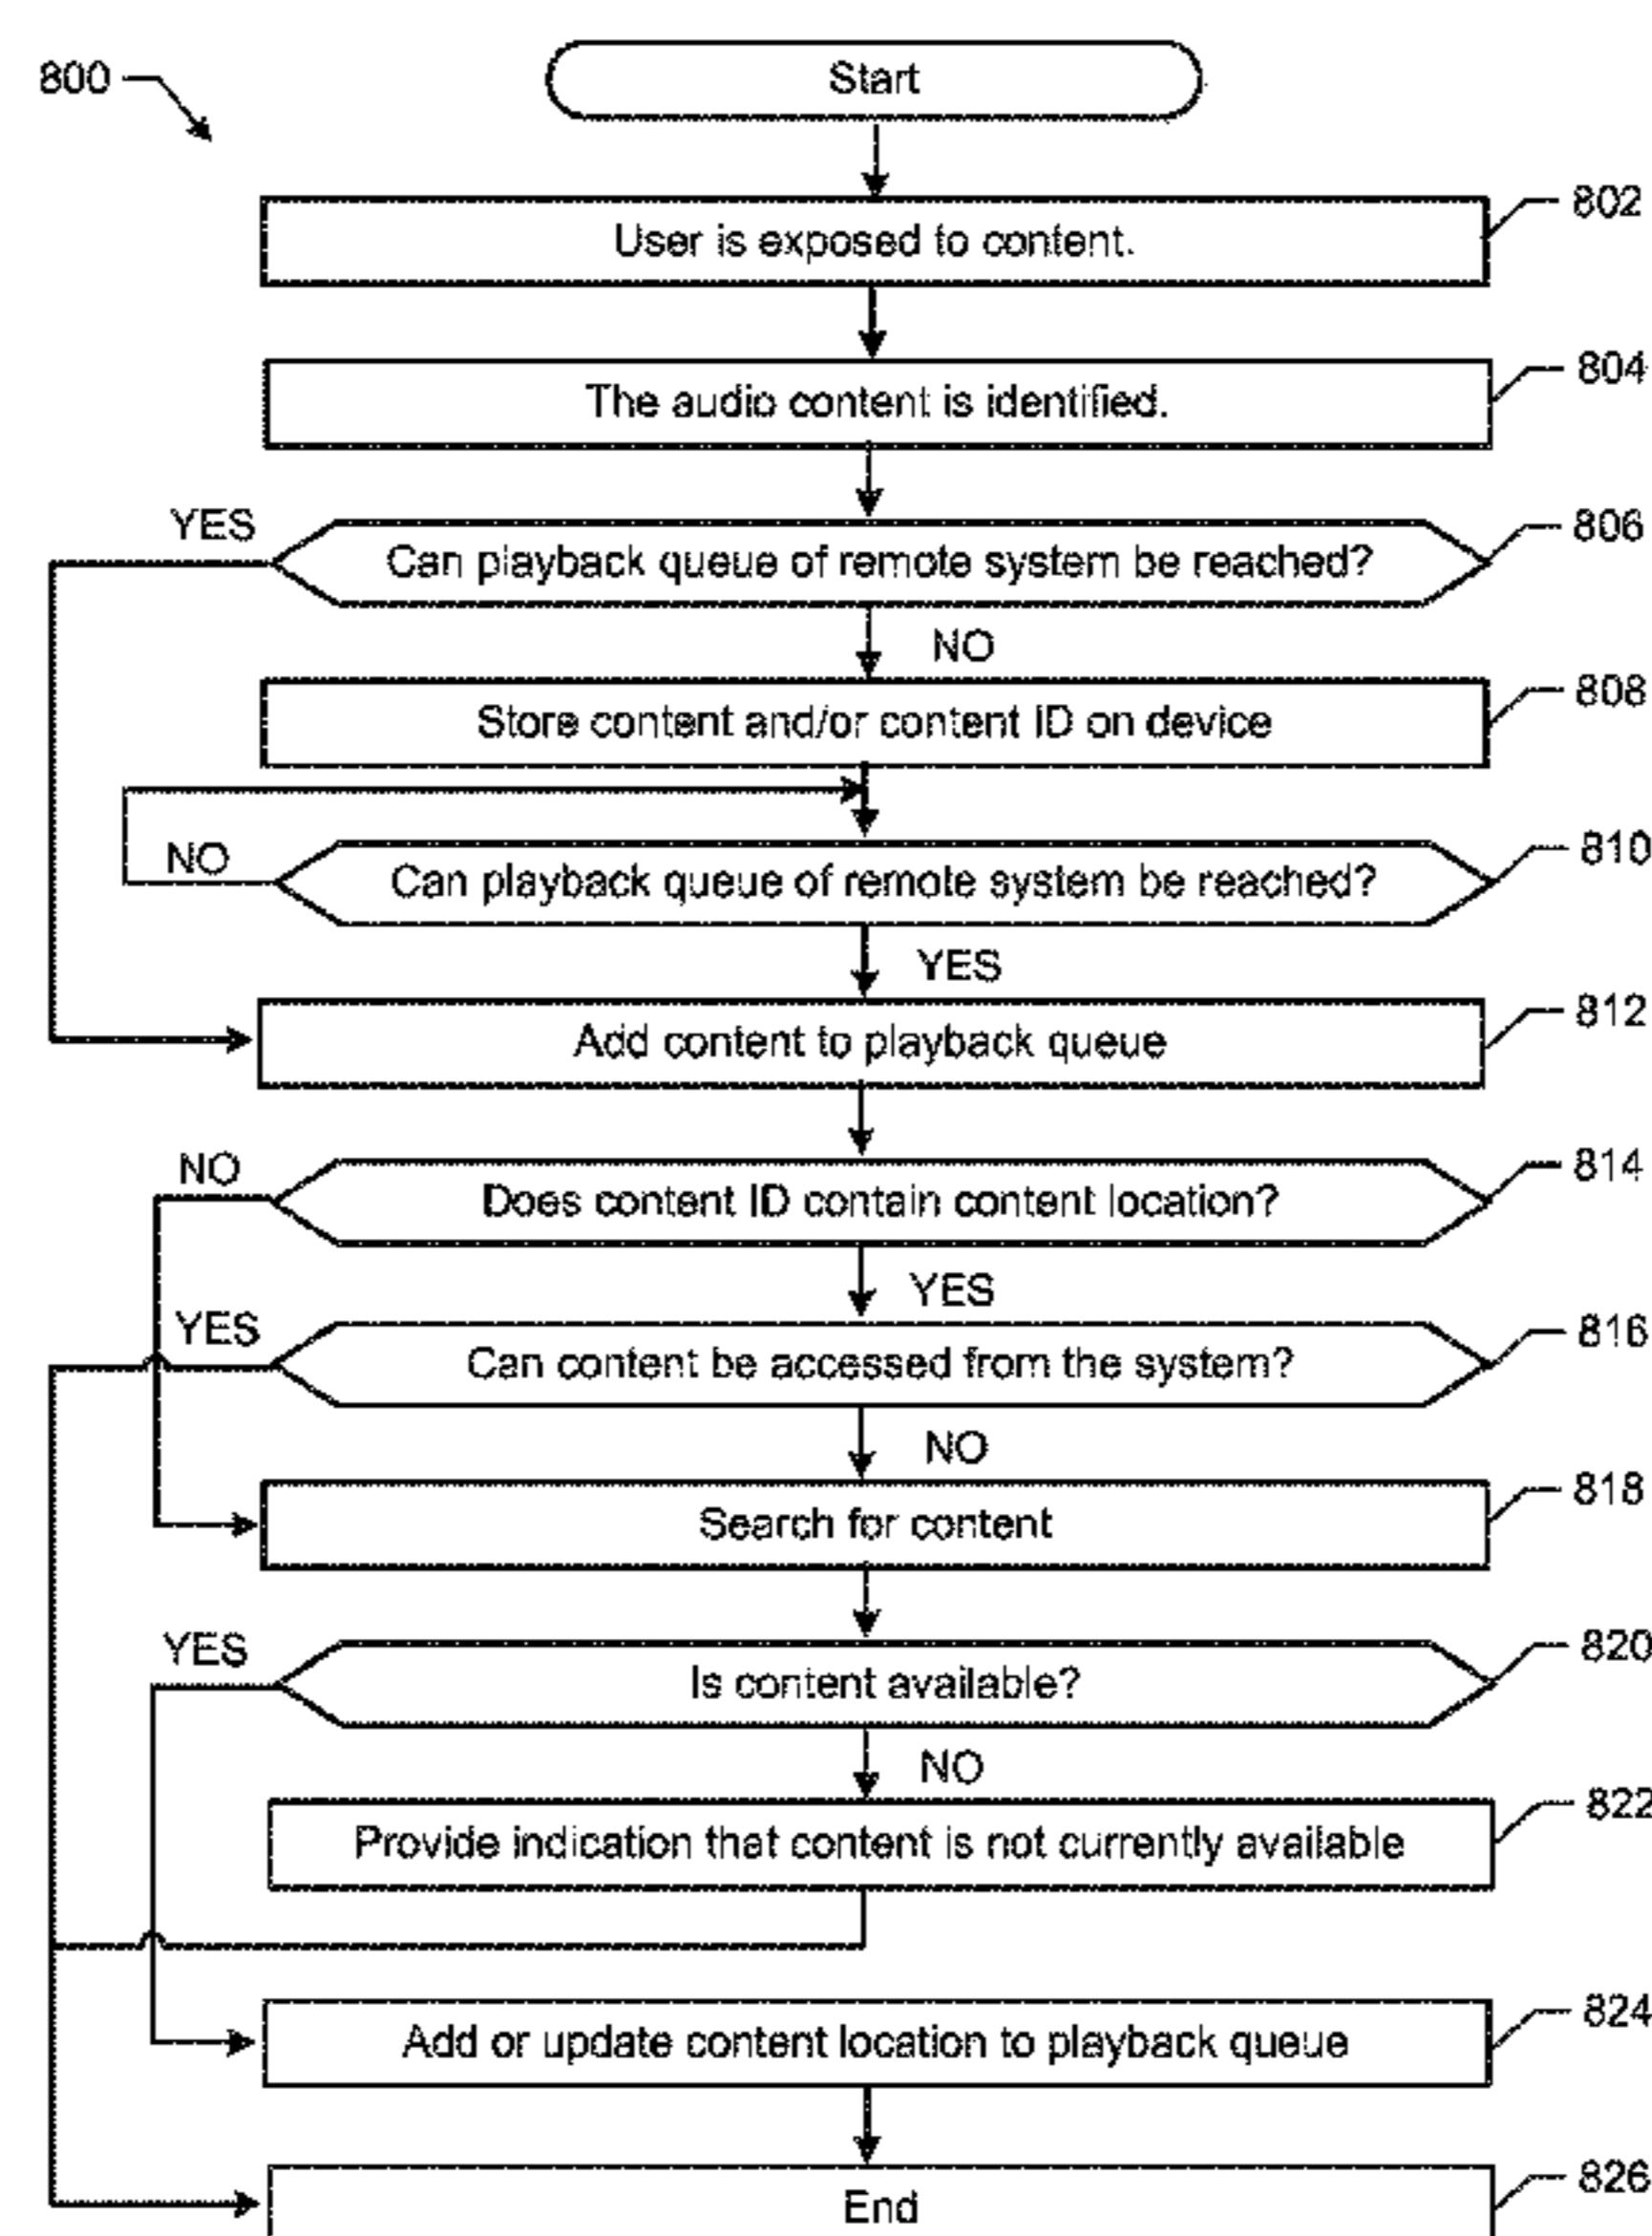 800
Start
802
User is exposed to content.
804
The audio content is identified.
YES
806
Can playback queue of remote system be reached?
NO
808
Store content and/or content ID on device
NO
810
Can playback queue of remote system be reached?
YES
812
Add content to playback queue
NO
814
Does content ID contain content location?
YES
YES
816
Can content be accessed from the system?
NO
818
Search for content
YES
820
Is content available?
NO
822
Provide indication that content is not currently available
824
Add or update content location to playback queue
826
End